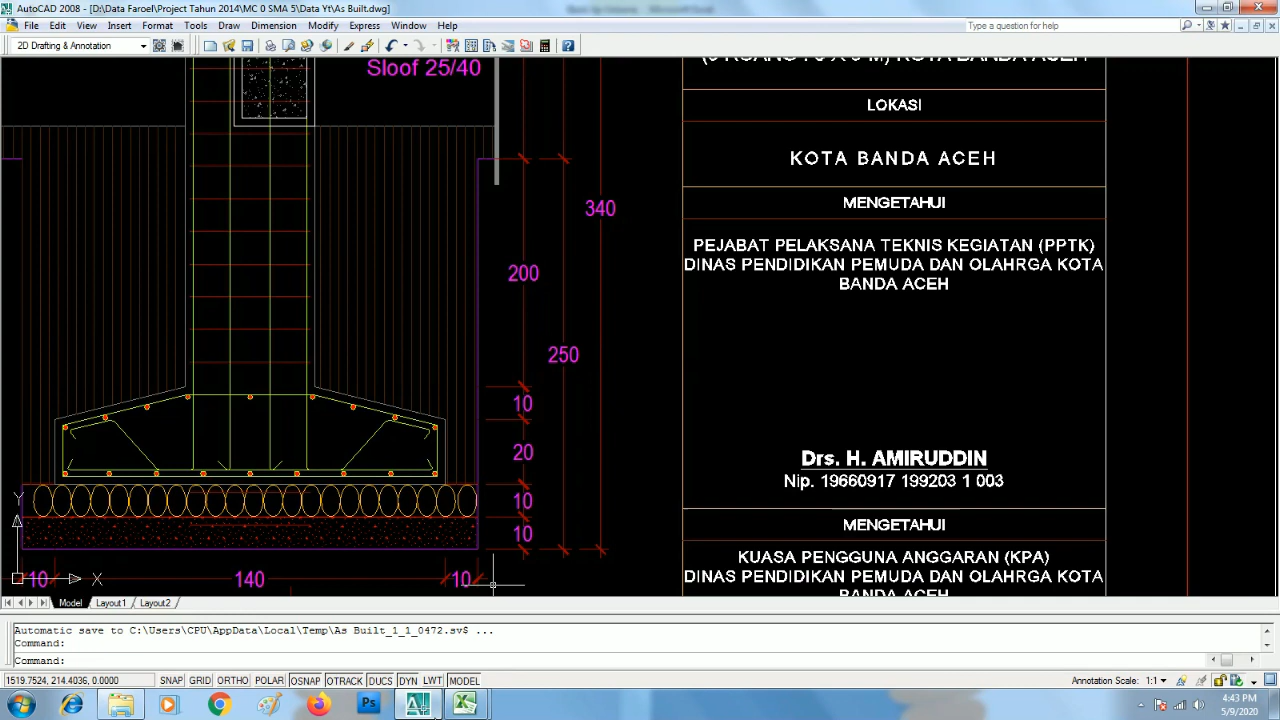 AutoCAD 2008 - [D:\Data Faroel\Project Tahun 2014\MC 0 SMA 5\Data Yt\As Built.dwg]
File Edit View Insert Format Tools Draw Dimension Modify Express Window Help
Type a question for help
2D Drafting & Annotation
Sloof 25/40
KOTA BANDA ACEH
LOKASI
KOTA BANDA ACEH
MENGETAHUI
PEJABAT PELAKSANA TEKNIS KEGIATAN (PPTK)
DINAS PENDIDIKAN PEMUDA DAN OLAHRGA KOTA
BANDA ACEH
Drs. H. AMIRUDDIN
Nip. 19660917 199203 1 003
MENGETAHUI
KUASA PENGGUNA ANGGARAN (KPA)
DINAS PENDIDIKAN PEMUDA DAN OLAHRGA KOTA
BANDA ACEH
340
200
250
10
20
10
10
10
140
10
Y
X
Model Layout1 Layout2
Automatic save to C:\Users\CPU\AppData\Local\Temp\As Built_1_1_0472.sv$ ...
Command:
Command:
1519.7524, 214.4036, 0.0000 SNAP GRID ORTHO POLAR OSNAP OTRACK DUCS DYN LWT MODEL
Annotation Scale: 1:1
Ps
4:43 PM
5/9/2020